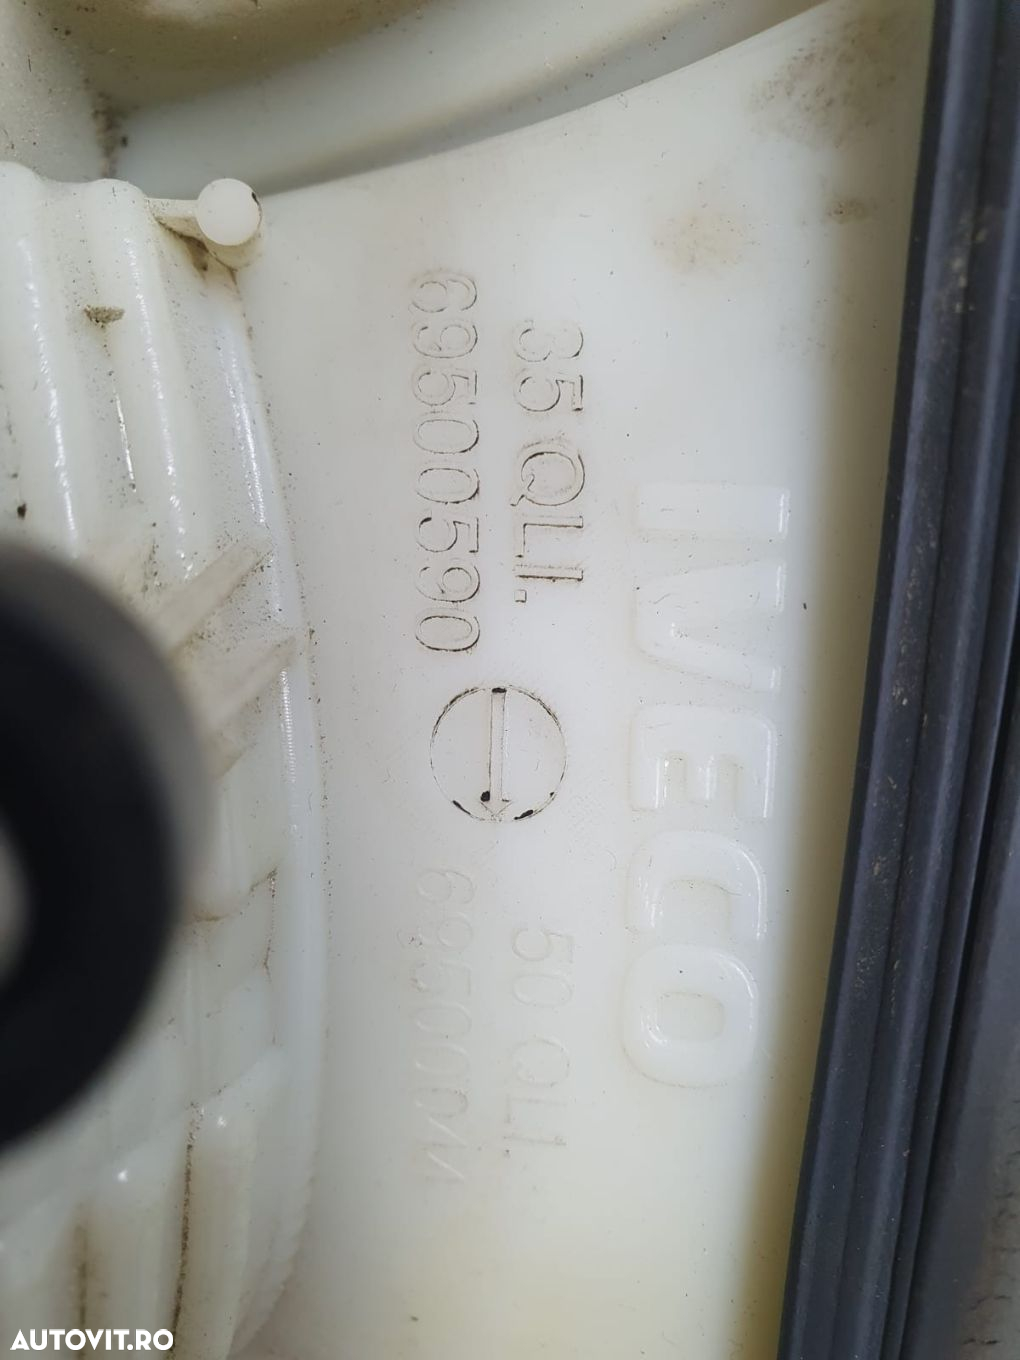 IVECO
35 QLI.
69500590
50 QLI
AUTOVIT.RO